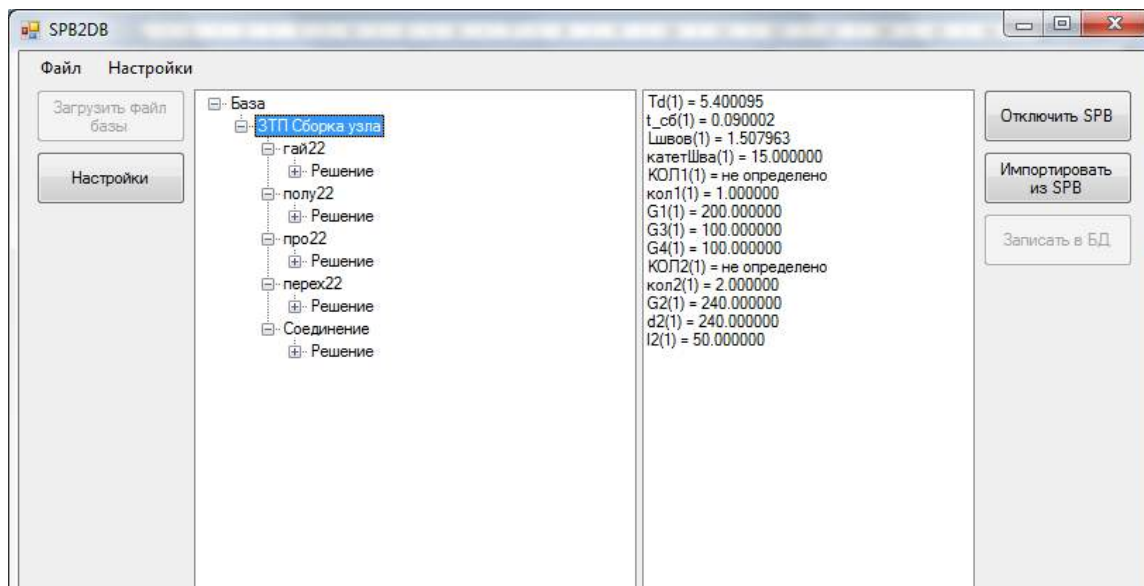 SPB2DB
Файл Настройки
Загрузить файл
базы
Настройки
База
ЗТП Сборка узла
гай22
Решение
полу22
Решение
про22
Решение
перех22
Решение
Соединение
Решение
Td(1) = 5.400095
t_сб(1) = 0.090002
Lшвов(1) = 1.507963
катетШва(1) = 15.000000
КОЛ1(1) = не определено
кол1(1) = 1.000000
G1(1) = 200.000000
G3(1) = 100.000000
G4(1) = 100.000000
КОЛ2(1) = не определено
кол2(1) = 2.000000
G2(1) = 240.000000
d2(1) = 240.000000
l2(1) = 50.000000
Отключить SPB
Импортировать
из SPB
Записать в БД